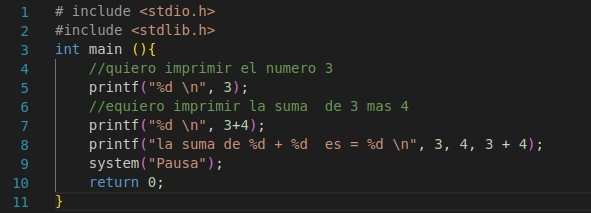 1 # include <stdio.h>
2 #include <stdlib.h>
3 int main (){
4 //quiero imprimir el numero 3
5 printf("%d \n", 3);
6 //equiero imprimir la suma  de 3 mas 4
7 printf("%d \n", 3+4);
8 printf("la suma de %d + %d  es = %d \n", 3, 4, 3 + 4);
9 system("Pausa");
10 return 0;
11 }